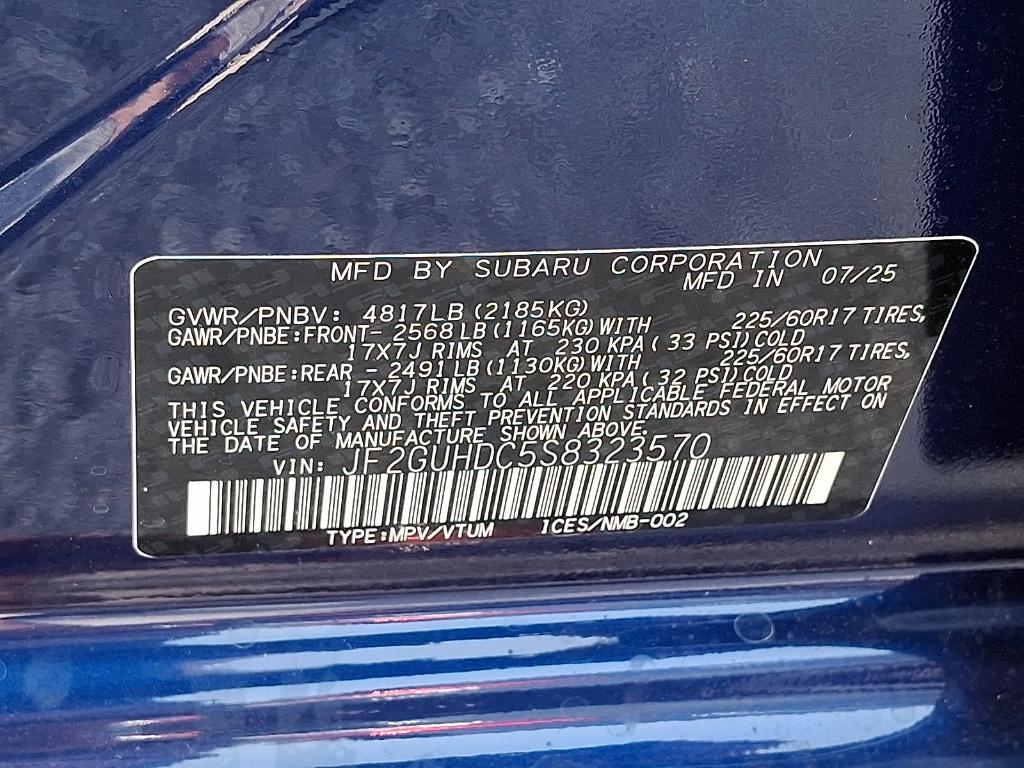 MFD BY SUBARU CORPORATION
MFD IN 07/25
GVWR/PNBV: 4817LB (2185KG)
GAWR/PNBE:FRONT- 2568LB (1165KG) WITH 225/60R17 TIRES,
17X7J RIMS AT 230 KPA ( 33 PSI) COLD
GAWR/PNBE:REAR - 2491LB (1130KG) WITH 225/60R17 TIRES,
17X7J RIMS AT 220 KPA ( 32 PSI) COLD
THIS VEHICLE CONFORMS TO ALL APPLICABLE FEDERAL MOTOR
VEHICLE SAFETY AND THEFT PREVENTION STANDARDS IN EFFECT ON
THE DATE OF MANUFACTURE SHOWN ABOVE.
VIN: JF2GUHDC5S8323570
TYPE:MPV/VTUM ICES/NMB-002